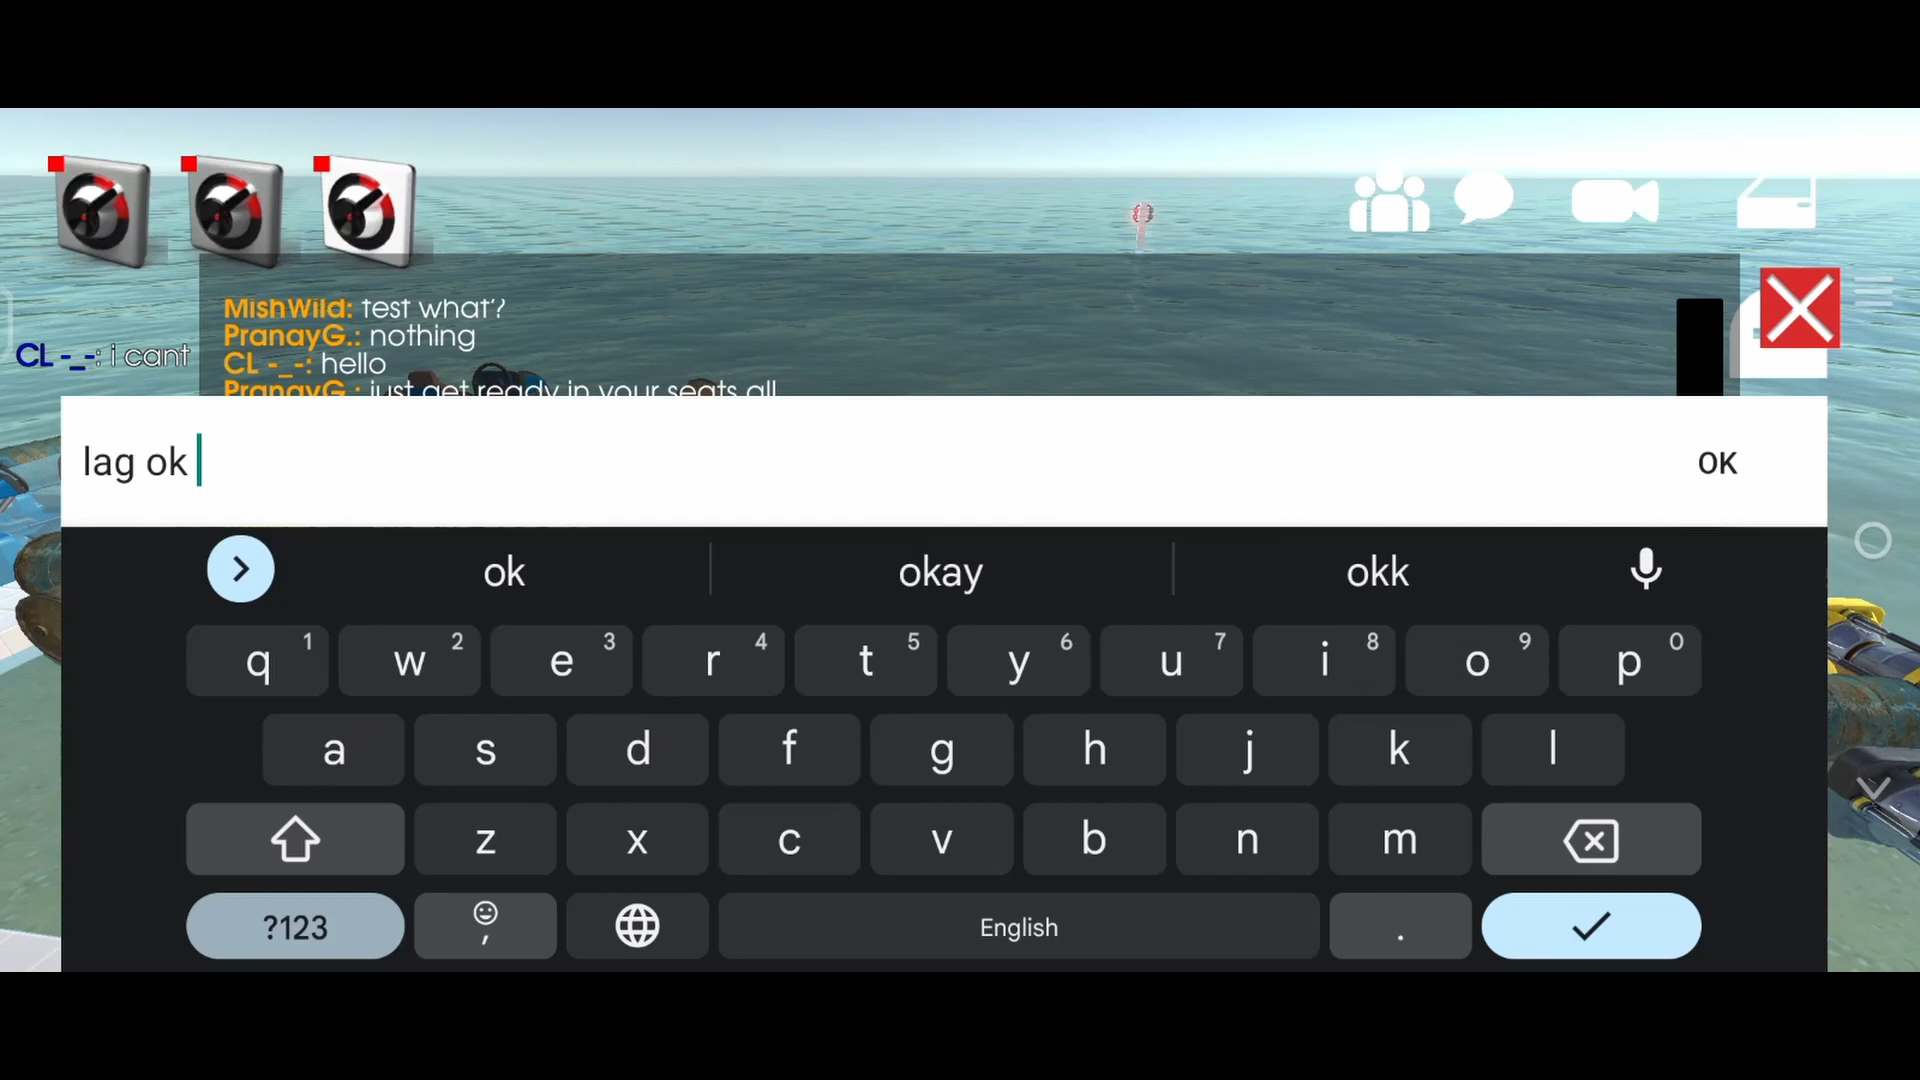 MishWild: test what?
PranayG.: nothing
CL -_-: i cant
CL -_-: hello
PranayG.: just get ready in your seats all
lag ok
OK
ok okay okk
q 1 w 2 e 3 r 4 t 5 y 6 u 7 i 8 o 9 p 0
a s d f g h j k l
z x c v b n m
?123 , English .